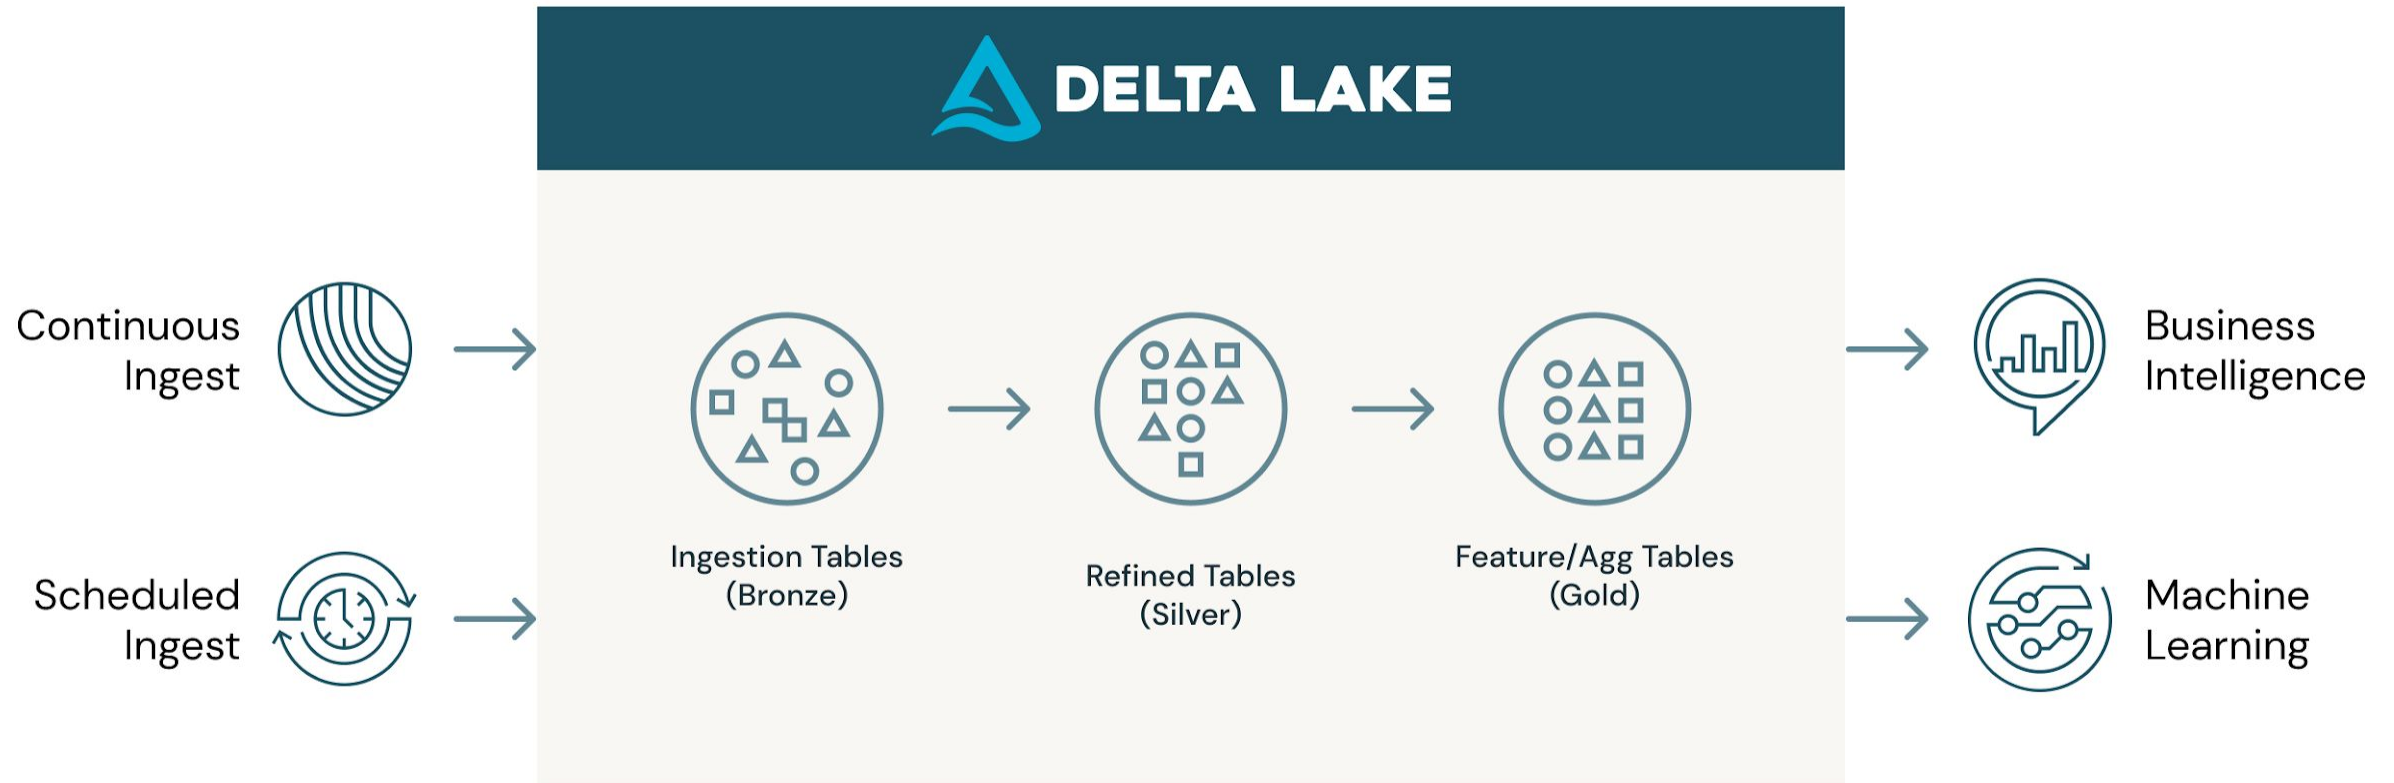 DELTA LAKE
Continuous
Ingest
Scheduled
Ingest
Ingestion Tables
(Bronze)
Refined Tables
(Silver)
Feature/Agg Tables
(Gold)
Business
Intelligence
Machine
Learning